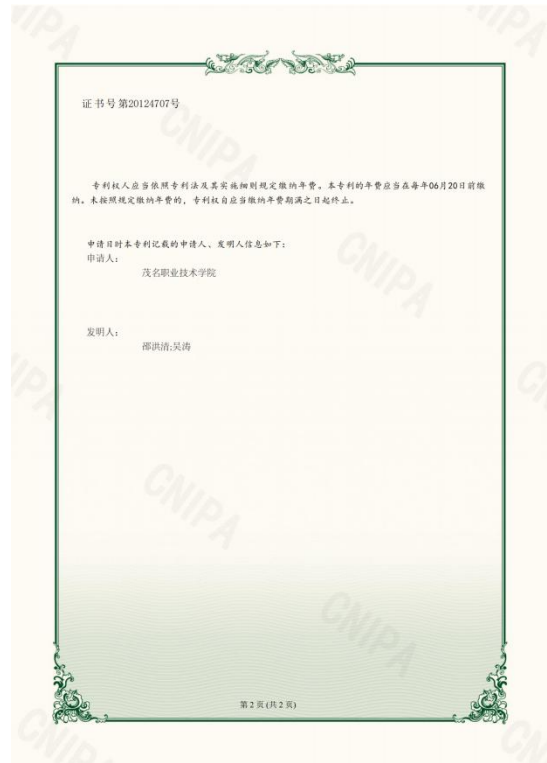 证书号第20124707号
专利权人应当依照专利法及其实施细则规定缴纳年费。本专利的年费应当在每年06月20日前缴
纳。未按照规定缴纳年费的，专利权自应当缴纳年费期满之日起终止。
申请日时本专利记载的申请人、发明人信息如下：
申请人：
茂名职业技术学院
发明人：
邵洪清;吴涛
第 2 页 (共 2 页)
CNIPA
CNIPA
CNIPA
CNIPA